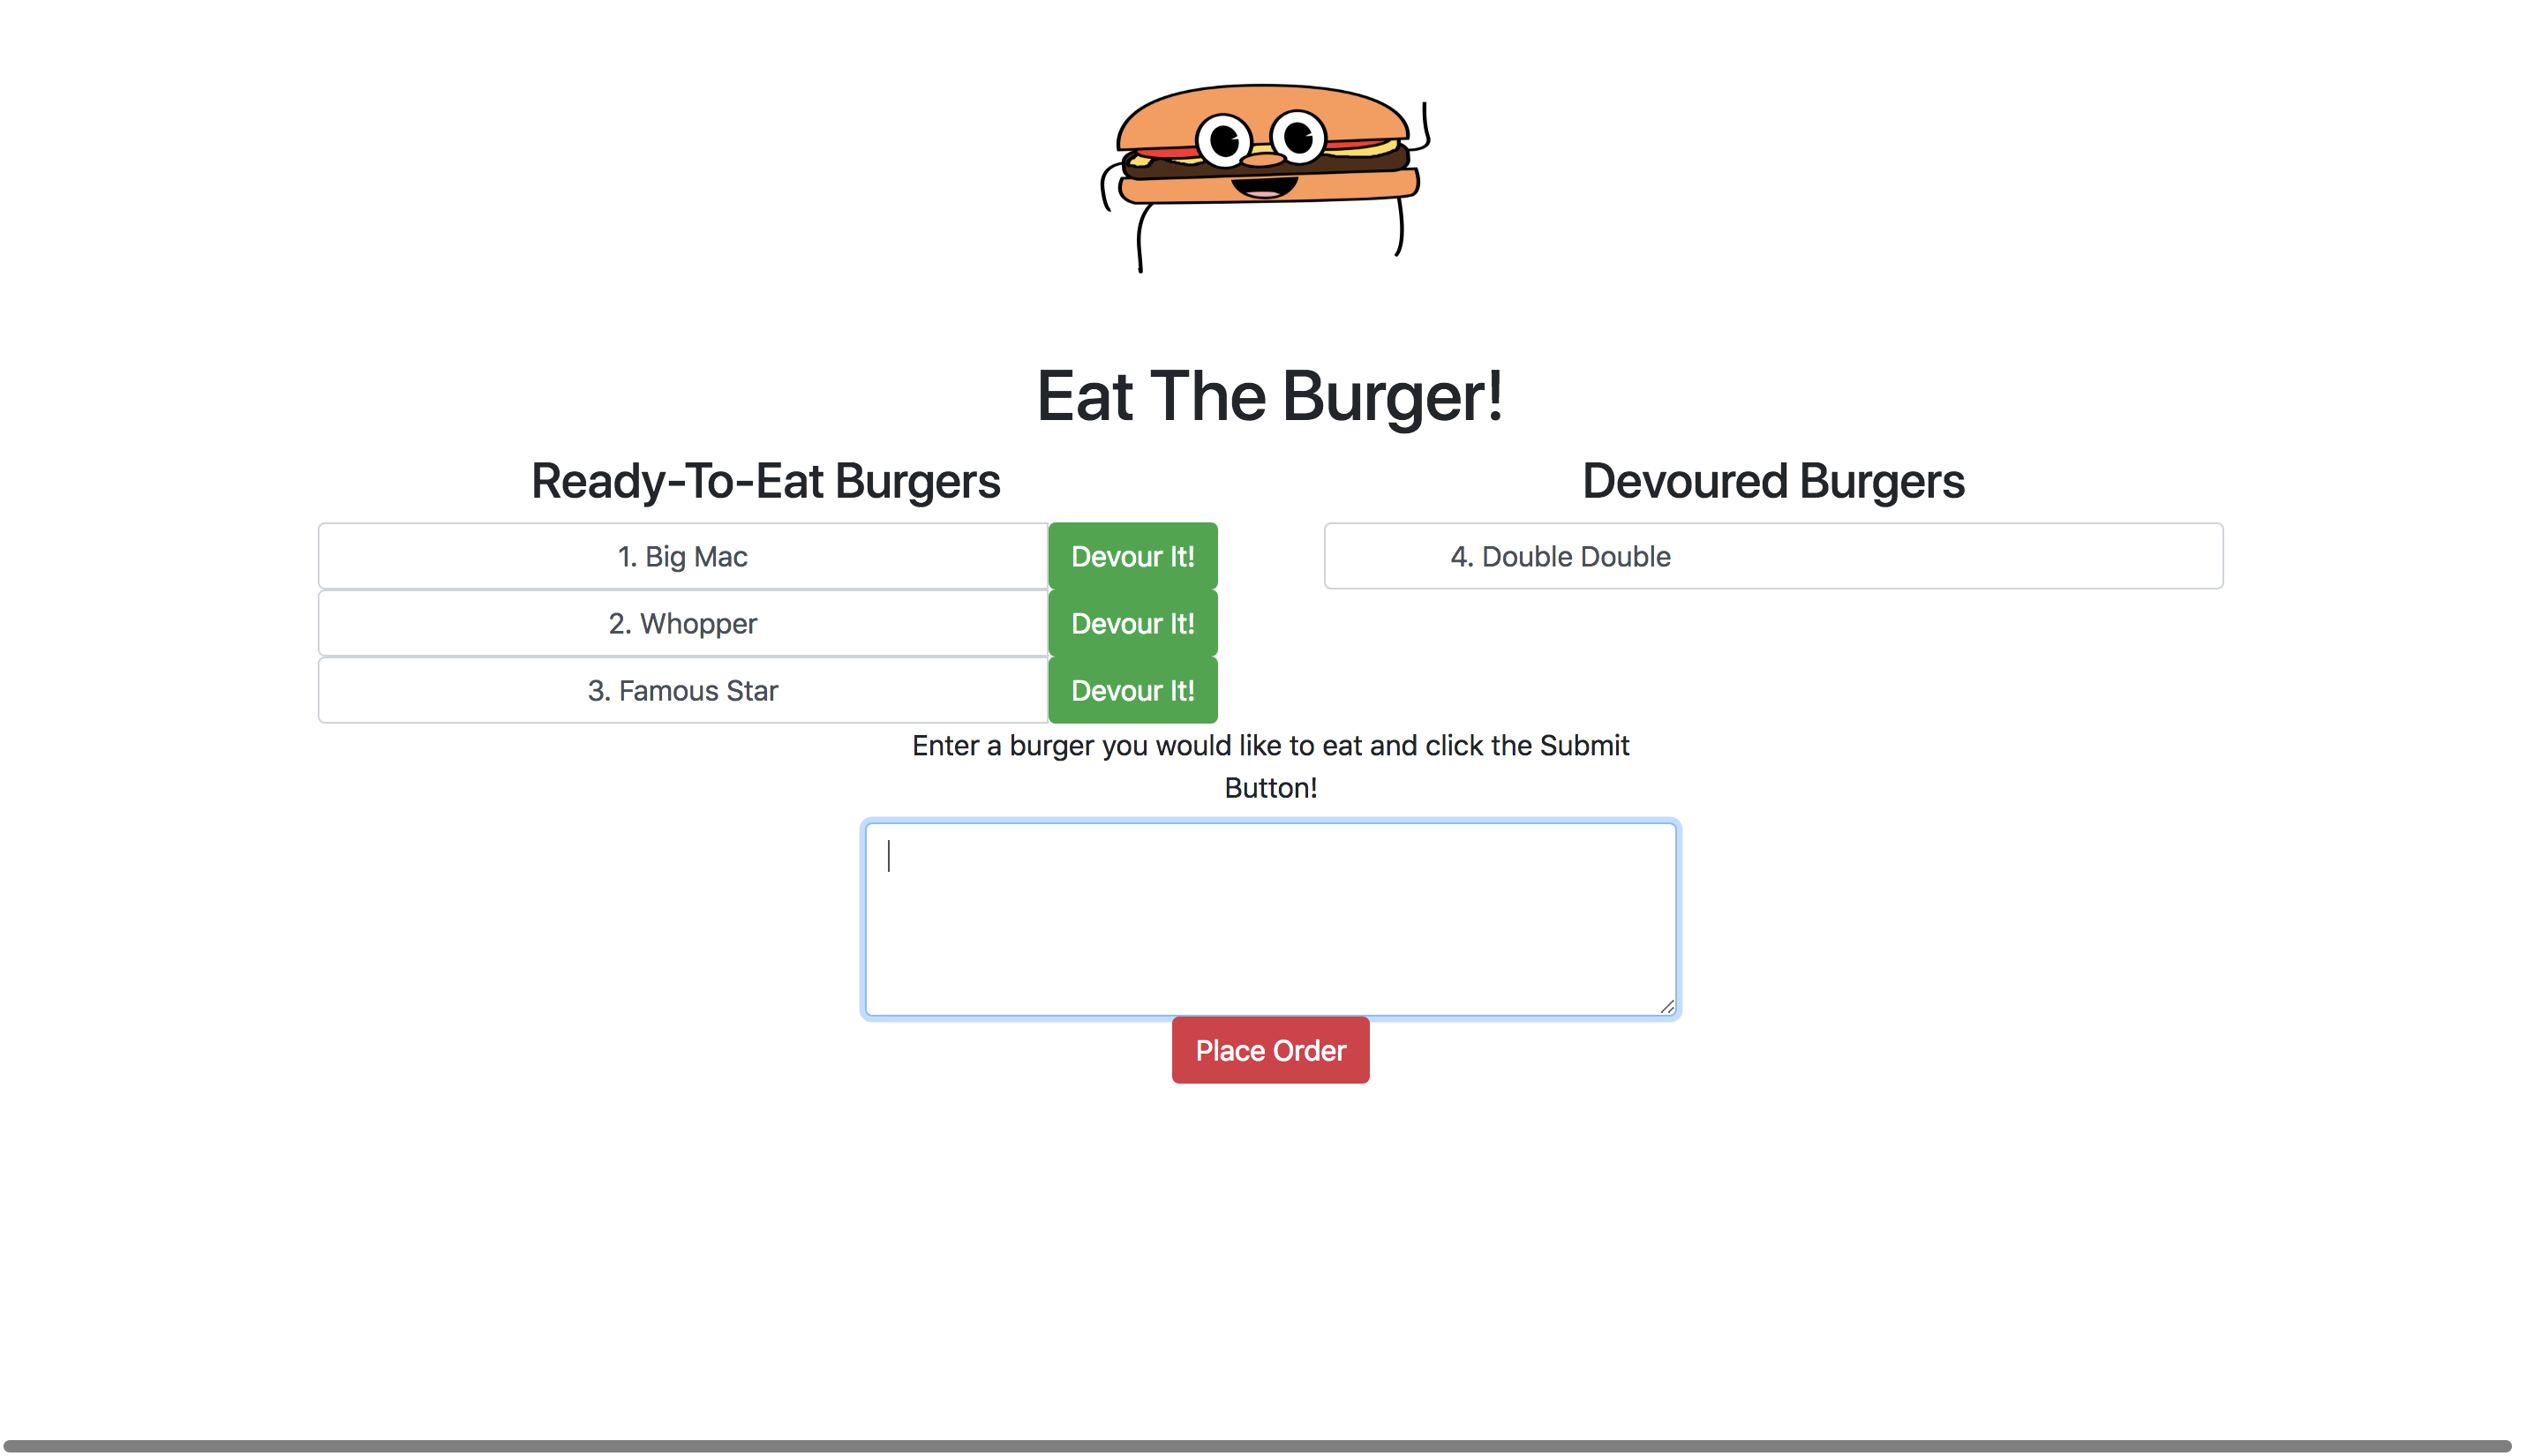 Eat The Burger!
Ready-To-Eat Burgers
1. Big Mac
Devour It!
2. Whopper
Devour It!
3. Famous Star
Devour It!
Devoured Burgers
4. Double Double
Enter a burger you would like to eat and click the Submit
Button!
Place Order